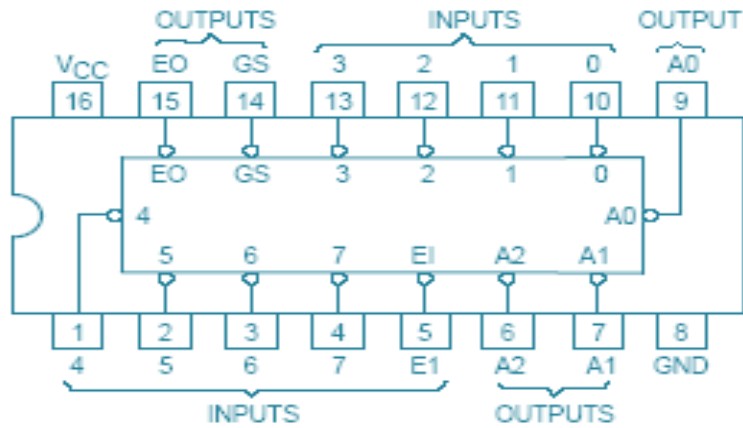 OUTPUTS INPUTS OUTPUT
VCC EO GS 3 2 1 0 A0
16 15 14 13 12 11 10 9
EO GS 3 2 1 0
4 A0
5 6 7 EI A2 A1
1 2 3 4 5 6 7 8
4 5 6 7 E1 A2 A1 GND
INPUTS OUTPUTS